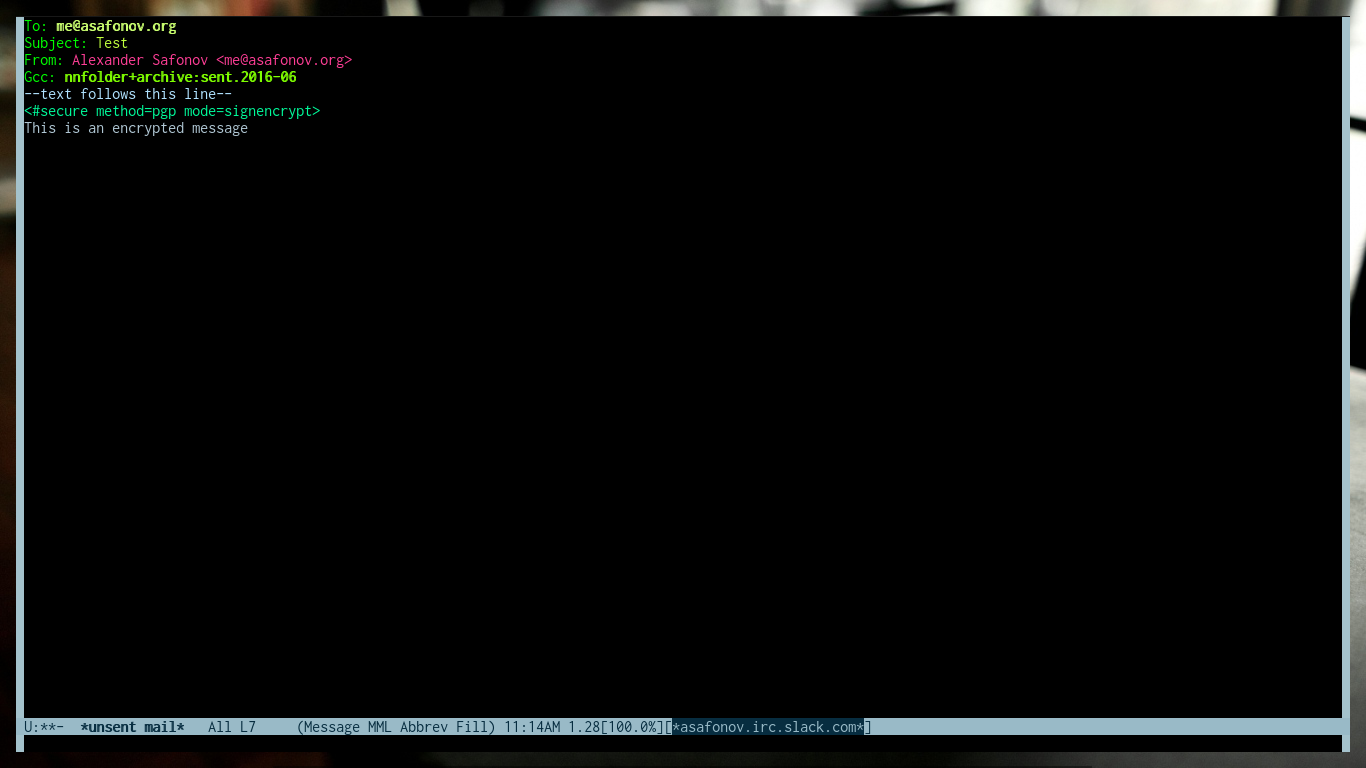 To: me@asafonov.org
Subject: Test
From: Alexander Safonov <me@asafonov.org>
Gcc: nnfolder+archive:sent.2016-06
--text follows this line--
<#secure method=pgp mode=signencrypt>
This is an encrypted message
U:**-  *unsent mail*   All L7     (Message MML Abbrev Fill) 11:14AM 1.28[100.0%][*asafonov.irc.slack.com*]